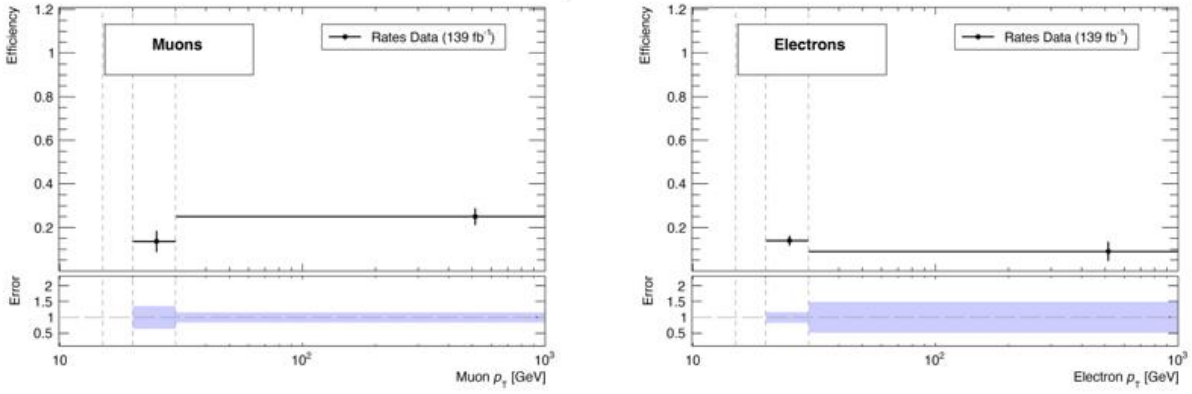 Efficiency
1.2
1
0.8
0.6
0.4
0.2
Muons
Rates Data (139 fb⁻¹)
Error
2
1.5
1
0.5
10
10²
10³
Muon p_T [GeV]
Efficiency
1.2
1
0.8
0.6
0.4
0.2
Electrons
Rates Data (139 fb⁻¹)
Error
2
1.5
1
0.5
10
10²
10³
Electron p_T [GeV]